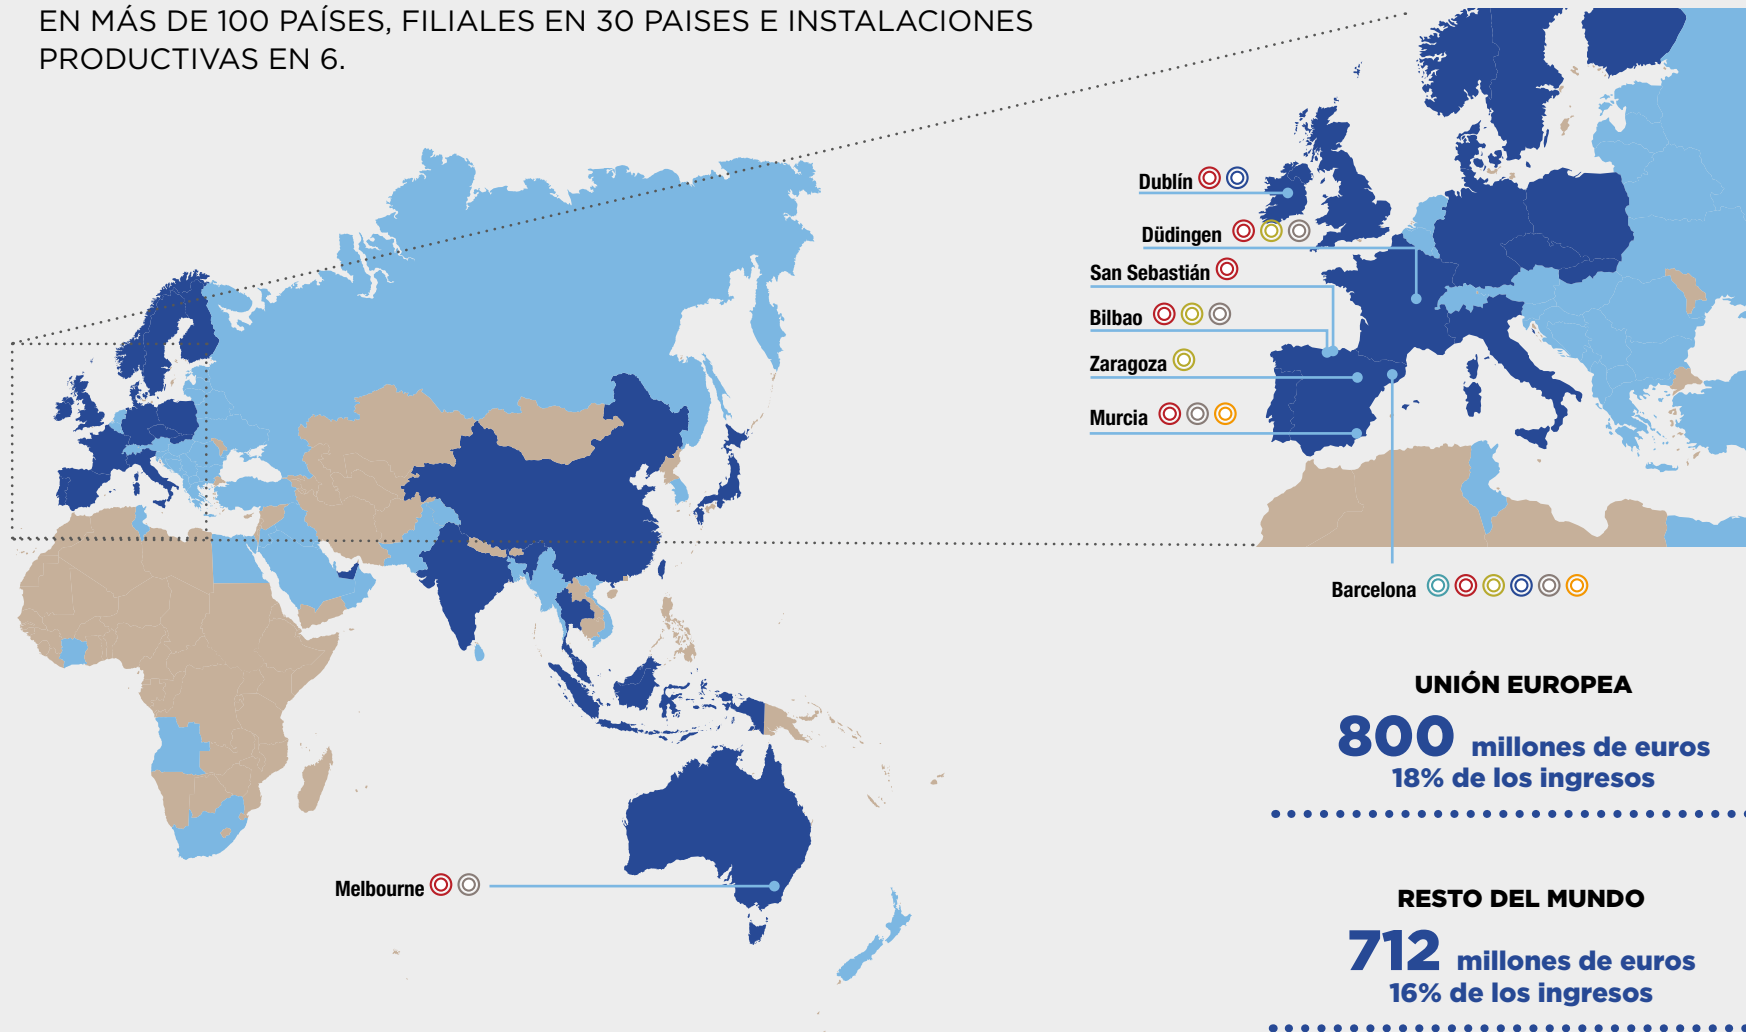 EN MÁS DE 100 PAÍSES, FILIALES EN 30 PAISES E INSTALACIONES
PRODUCTIVAS EN 6.
Dublín
Düdingen
San Sebastián
Bilbao
Zaragoza
Murcia
Barcelona
Melbourne
UNIÓN EUROPEA
800 millones de euros
18% de los ingresos
RESTO DEL MUNDO
712 millones de euros
16% de los ingresos